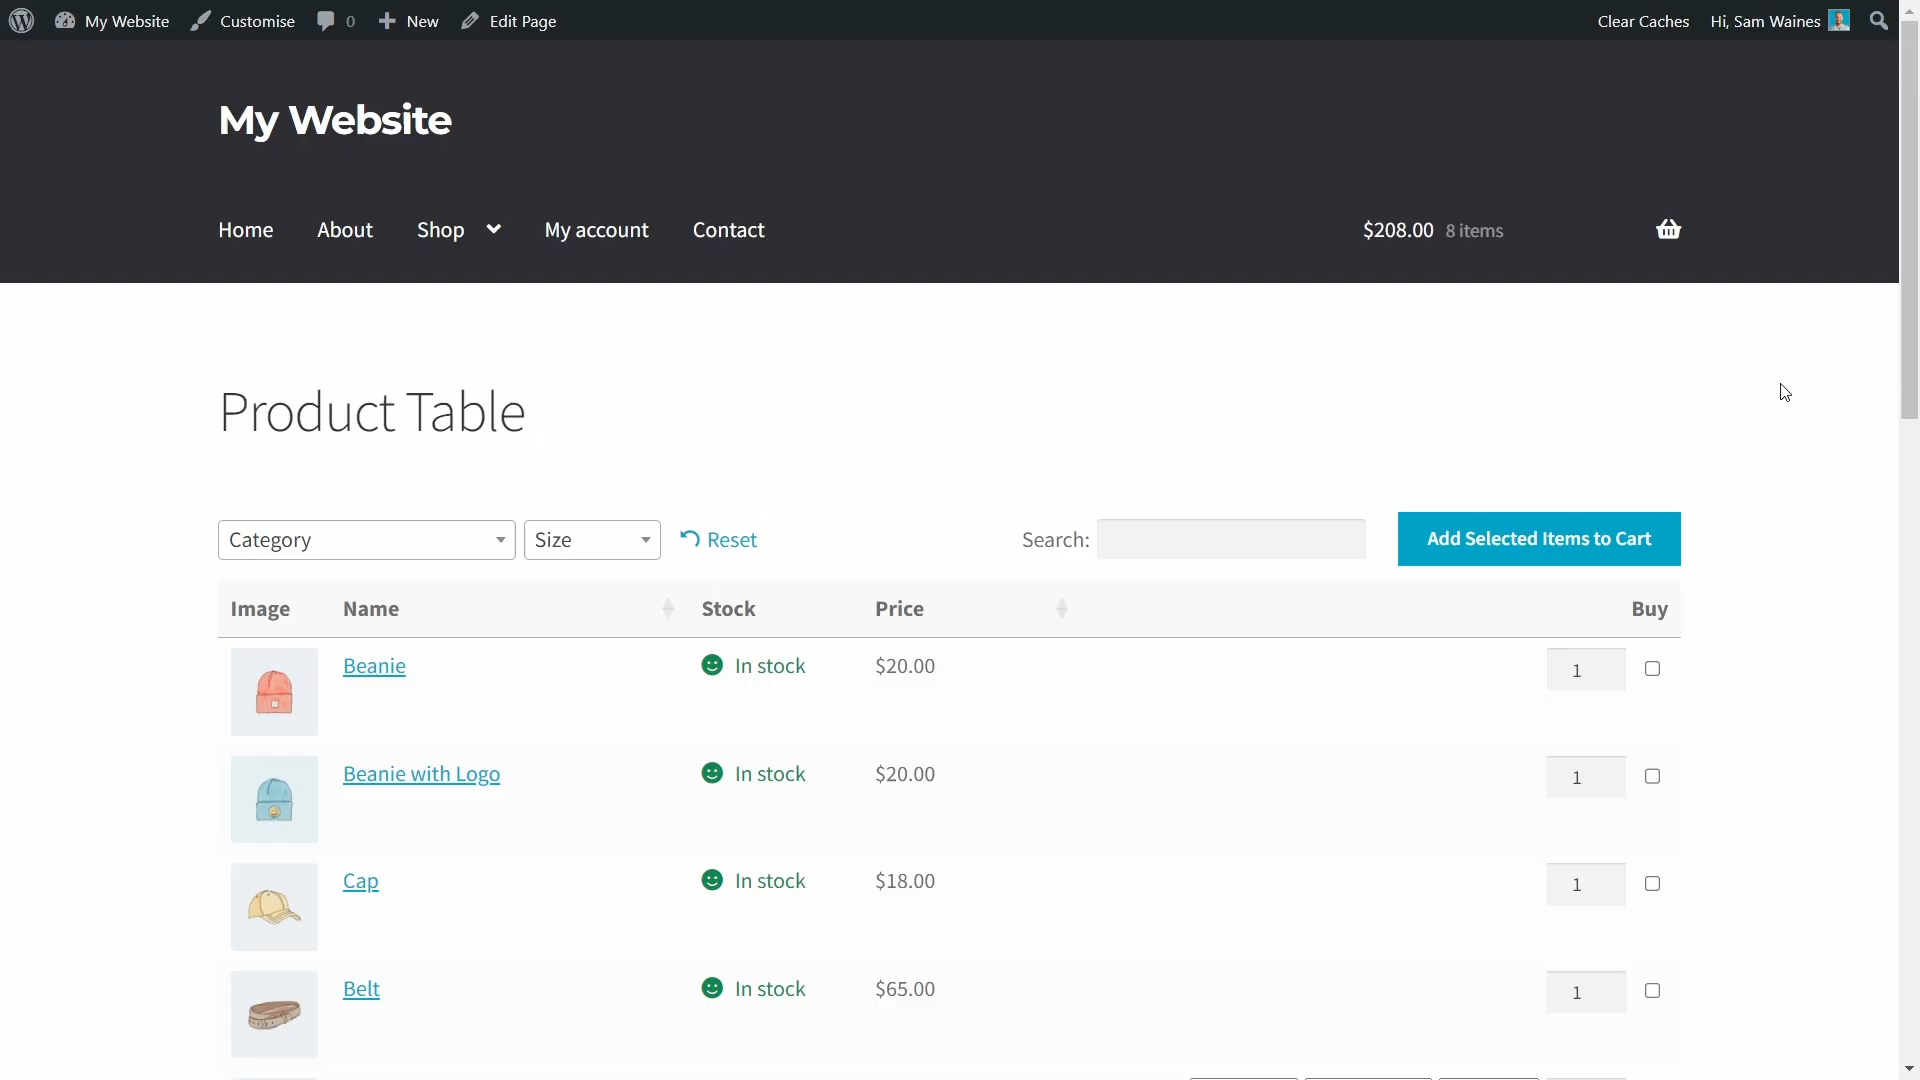 My Website Customise 0 New Edit Page Clear Caches Hi, Sam Waines
My Website
Home About Shop My account Contact $208.00 8 items
Product Table
Category Size Reset Search: Add Selected Items to Cart
Image Name Stock Price Buy
Beanie In stock $20.00 1
Beanie with Logo In stock $20.00 1
Cap In stock $18.00 1
Belt In stock $65.00 1